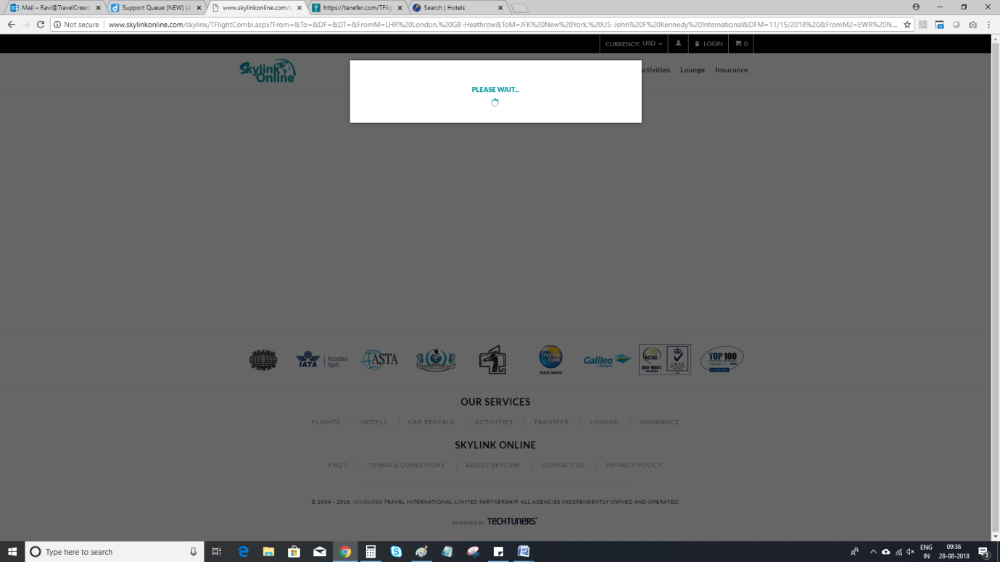 Mail – Ravi@TravelCreed
Support Queue (NEW) (4
www.skylinkonline.com/s
https://tanefer.com/TFlig
Search | Hotels
Not secure | www.skylinkonline.com/skylink/TFlightCombi.aspx?From=&To=&DF=&DT=&FromM=LHR%20London,%20GB-Heathrow&ToM=JFK%20New%20York,%20US-John%20F%20Kennedy%20International&DFM=11/15/2018%20&FromM2=EWR%20N...
CURRENCY: USD
LOGIN
0
Skylink Online
ctivities Lounge Insurance
PLEASE WAIT...
IATA Accredited Agent
ASTA
Thomas Cook
TRAVEL SMOOTH
Galileo
ACM
ISO 9001
UKAS
TOP 100
OUR SERVICES
FLIGHTS | HOTELS | CAR RENTALS | ACTIVITIES | TRANSFER | LOUNGE | INSURANCE
SKYLINK ONLINE
FAQ'S | TERMS & CONDITIONS | ABOUT SKYLINK | CONTACT US | PRIVACY POLICY
© 2004 - 2016. UNIGLOBE TRAVEL INTERNATIONAL LIMITED PARTNERSHIP. ALL AGENCIES INDEPENDENTLY OWNED AND OPERATED.
POWERED BY TECHTUNERS
Type here to search
ENG
IN
09:36
28-08-2018
3